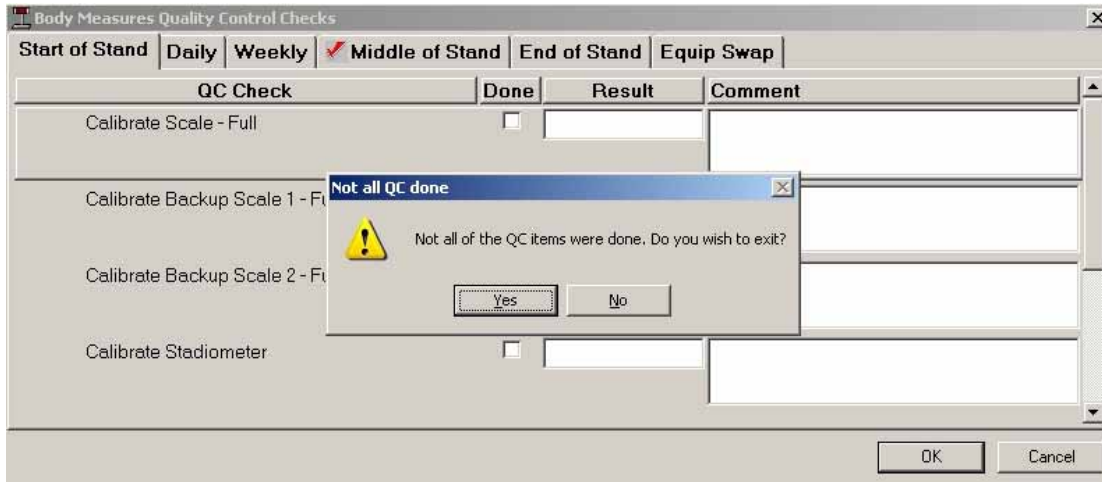 Body Measures Quality Control Checks
Start of Stand Daily Weekly Middle of Stand End of Stand Equip Swap
QC Check Done Result Comment
Calibrate Scale - Full
Not all QC done
Calibrate Backup Scale 1 - Fu
Not all of the QC items were done. Do you wish to exit?
Calibrate Backup Scale 2 - Fu
Yes No
Calibrate Stadiometer
OK Cancel